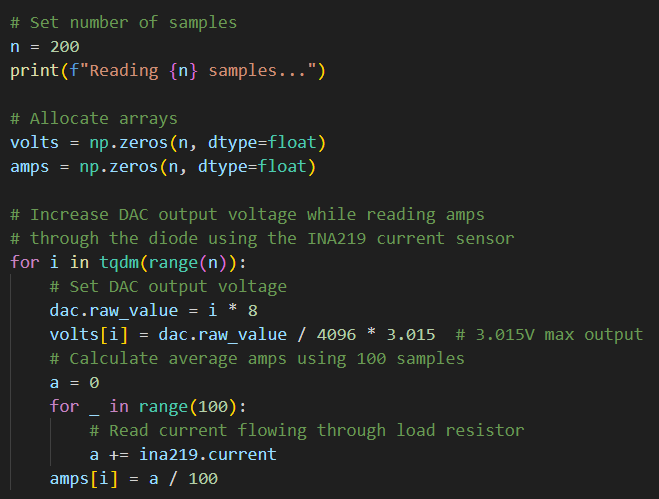 # Set number of samples
n = 200
print(f"Reading {n} samples...")
# Allocate arrays
volts = np.zeros(n, dtype=float)
amps = np.zeros(n, dtype=float)
# Increase DAC output voltage while reading amps
# through the diode using the INA219 current sensor
for i in tqdm(range(n)):
    # Set DAC output voltage
    dac.raw_value = i * 8
    volts[i] = dac.raw_value / 4096 * 3.015  # 3.015V max output
    # Calculate average amps using 100 samples
    a = 0
    for _ in range(100):
        # Read current flowing through load resistor
        a += ina219.current
    amps[i] = a / 100